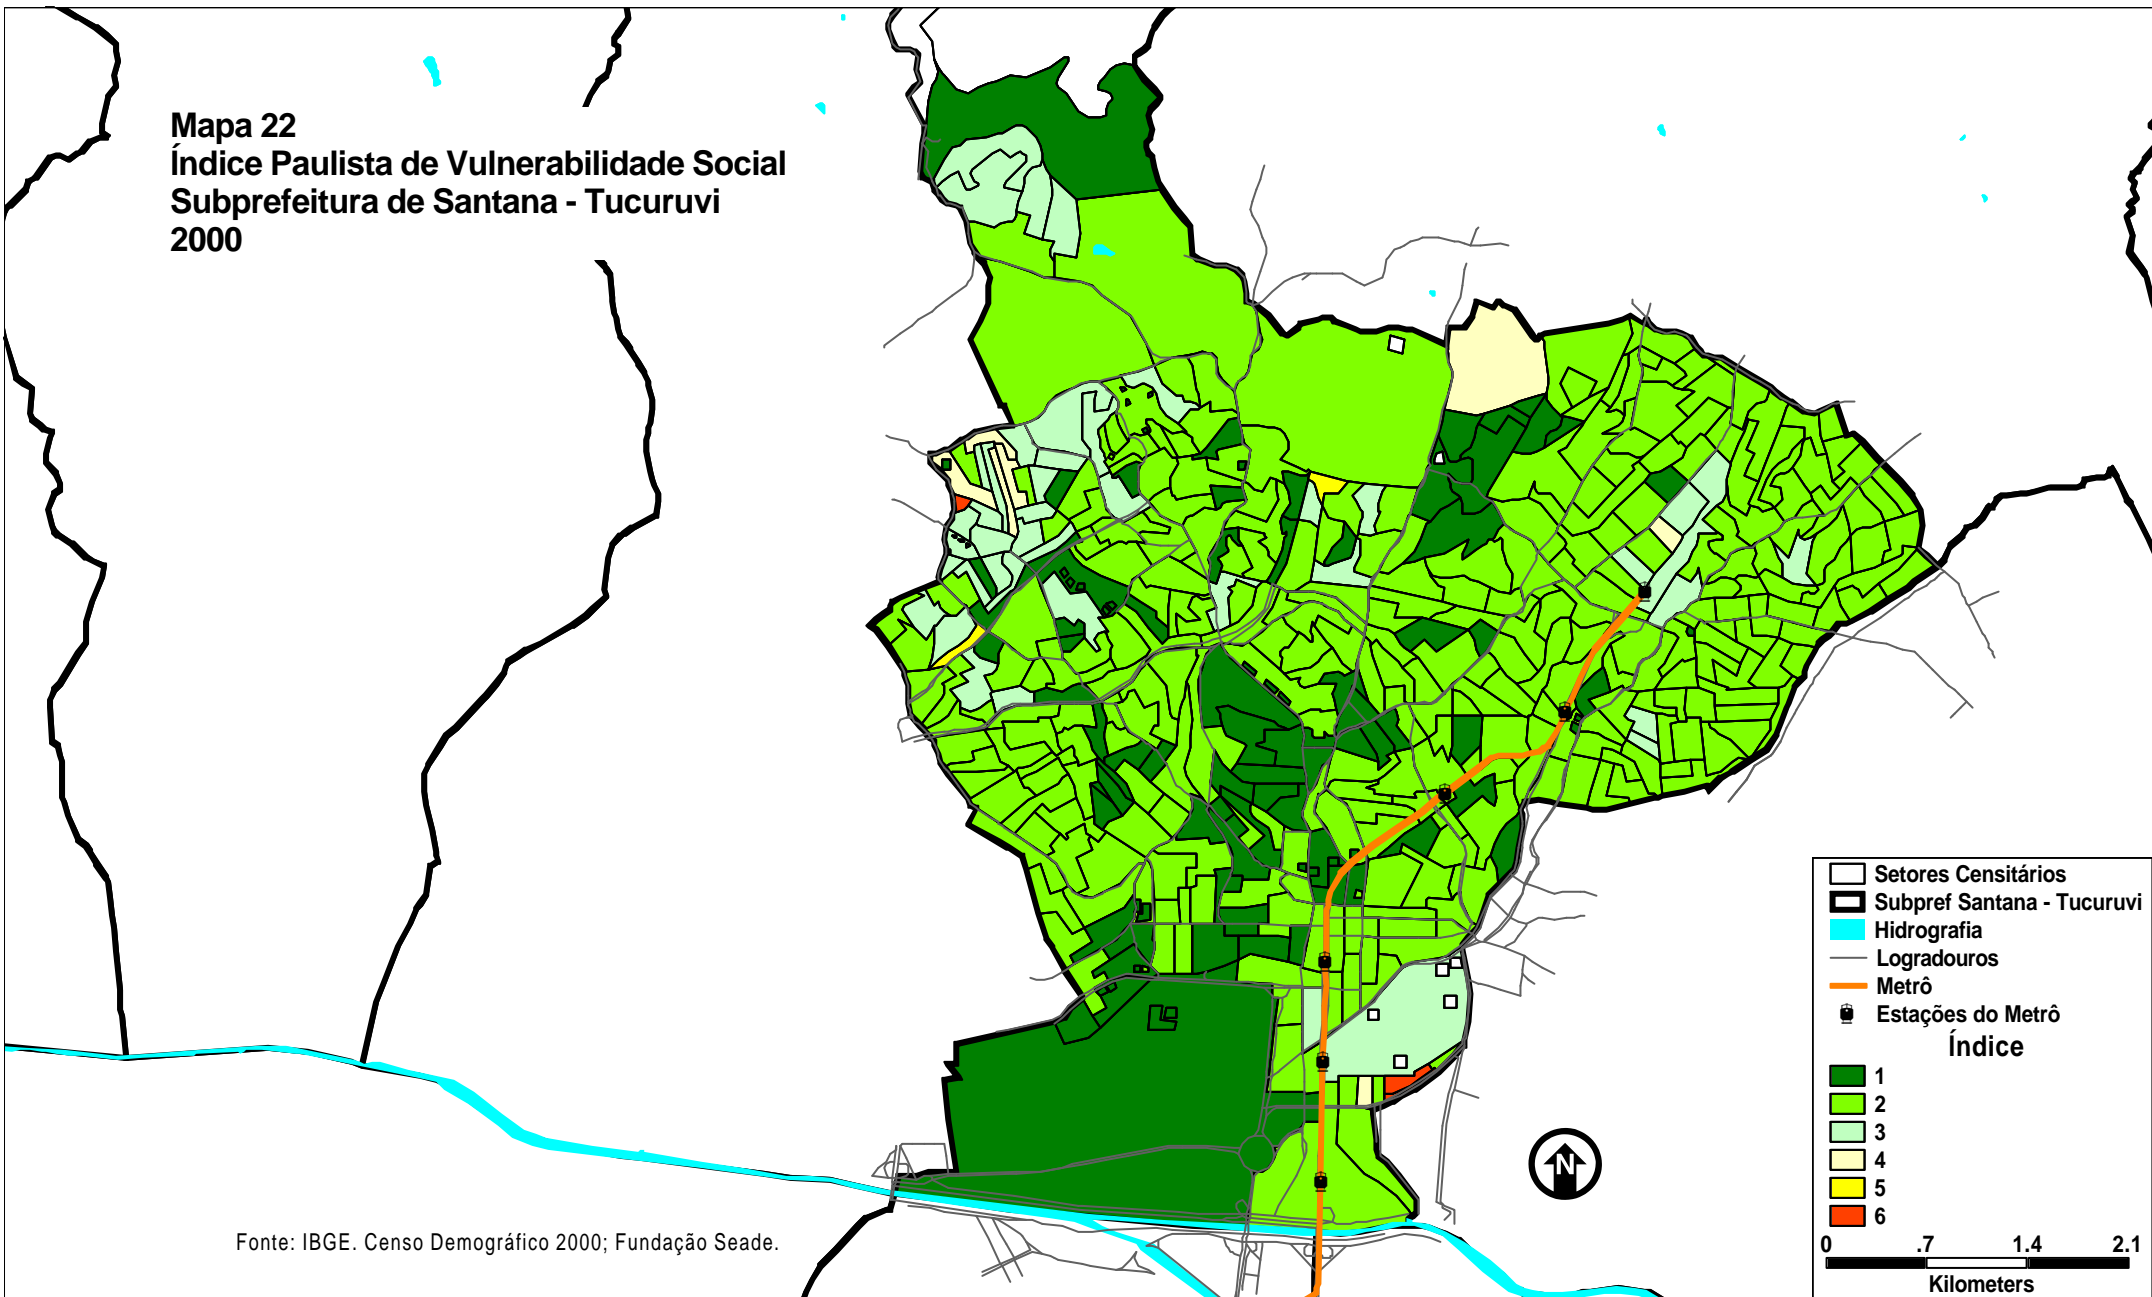 Mapa 22
Índice Paulista de Vulnerabilidade Social
Subprefeitura de Santana - Tucuruvi
2000
Setores Censitários
Subpref Santana - Tucuruvi
Hidrografia
Logradouros
Metrô
Estações do Metrô
Índice
1
2
3
4
5
6
0 .7 1.4 2.1
Kilometers
N
Fonte: IBGE. Censo Demográfico 2000; Fundação Seade.